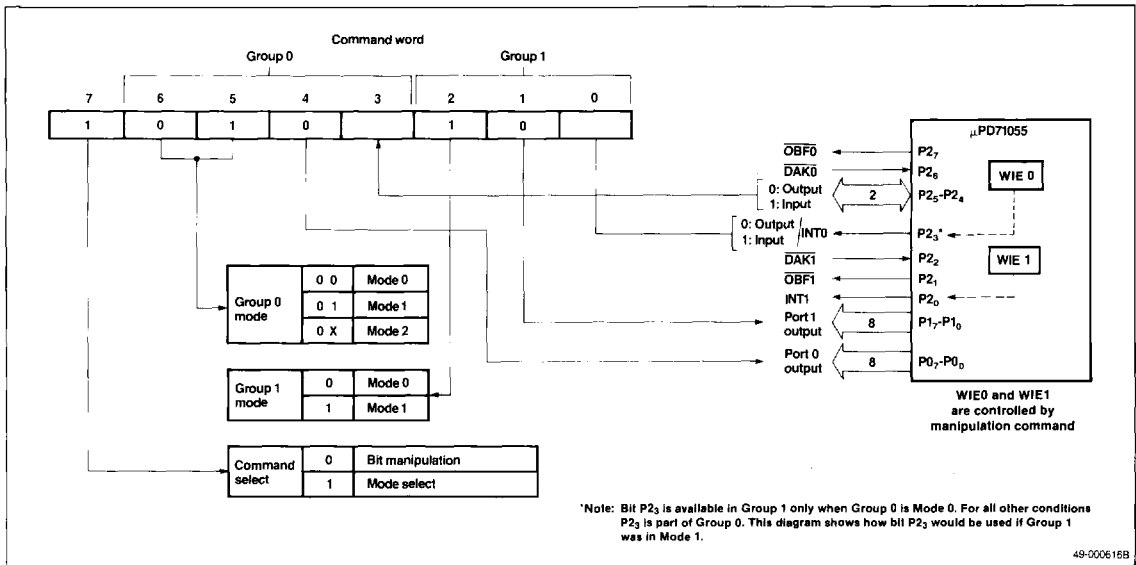 Command word
Group 0 Group 1
7 6 5 4 3 2 1 0
1 0 1 0 1 0
μPD71055
OBF0 P2₇
DAK0 P2₆
WIE 0
0: Output
1: Input
2 P2₅-P2₄
0: Output
1: Input
/INT0 P2₃*
DAK1 P2₂
WIE 1
OBF1 P2₁
INT1 P2₀
Port 1
output
8 P1₇-P1₀
Port 0
output
8 P0₇-P0₀
WIE0 and WIE1
are controlled by
manipulation command
Group 0
mode
0 0 Mode 0
0 1 Mode 1
0 X Mode 2
Group 1
mode
0 Mode 0
1 Mode 1
Command
select
0 Bit manipulation
1 Mode select
*Note: Bit P2₃ is available in Group 1 only when Group 0 is Mode 0. For all other conditions
P2₃ is part of Group 0. This diagram shows how bit P2₃ would be used if Group 1
was in Mode 1.
49-000616B